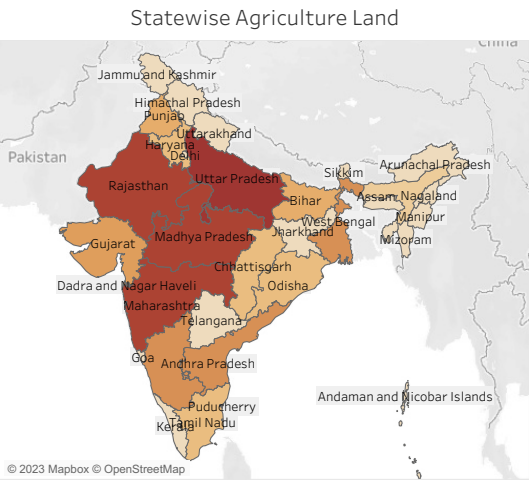 Statewise Agriculture Land
China
Jammu and Kashmir
Himachal Pradesh
Punjab
Uttarakhand
Haryana
Delhi
Pakistan
Rajasthan
Uttar Pradesh
Sikkim
Arunachal Pradesh
Assam
Nagaland
Bihar
Manipur
West Bengal
Jharkhand
Mizoram
Gujarat
Madhya Pradesh
Chhattisgarh
Dadra and Nagar Haveli
Odisha
Maharashtra
Telangana
Goa
Andhra Pradesh
Andaman and Nicobar Islands
Puducherry
Kerala
Tamil Nadu
© 2023 Mapbox © OpenStreetMap